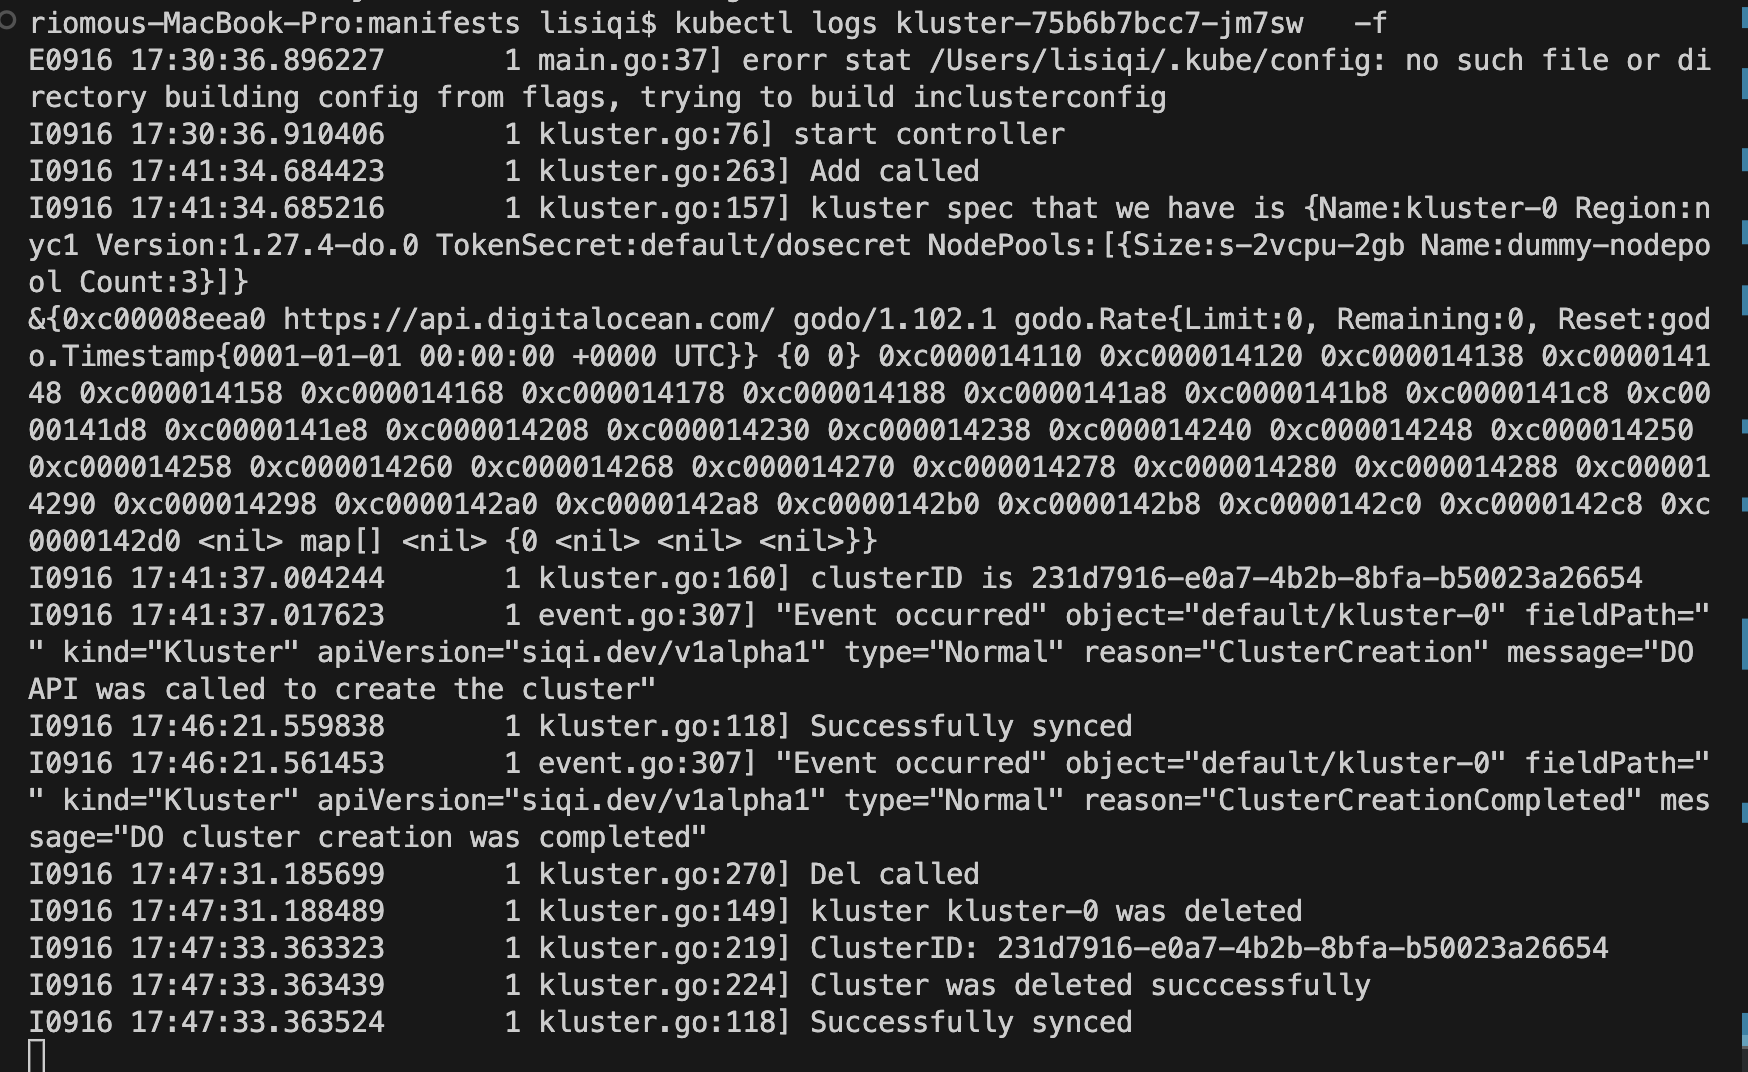 riomous-MacBook-Pro:manifests lisiqi$ kubectl logs kluster-75b6b7bcc7-jm7sw   -f
E0916 17:30:36.896227       1 main.go:37] erorr stat /Users/lisiqi/.kube/config: no such file or di
rectory building config from flags, trying to build inclusterconfig
I0916 17:30:36.910406       1 kluster.go:76] start controller
I0916 17:41:34.684423       1 kluster.go:263] Add called
I0916 17:41:34.685216       1 kluster.go:157] kluster spec that we have is {Name:kluster-0 Region:n
yc1 Version:1.27.4-do.0 TokenSecret:default/dosecret NodePools:[{Size:s-2vcpu-2gb Name:dummy-nodepo
ol Count:3}]}
&{0xc00008eea0 https://api.digitalocean.com/ godo/1.102.1 godo.Rate{Limit:0, Remaining:0, Reset:god
o.Timestamp{0001-01-01 00:00:00 +0000 UTC}} {0 0} 0xc000014110 0xc000014120 0xc000014138 0xc0000141
48 0xc000014158 0xc000014168 0xc000014178 0xc000014188 0xc0000141a8 0xc0000141b8 0xc0000141c8 0xc00
00141d8 0xc0000141e8 0xc000014208 0xc000014230 0xc000014238 0xc000014240 0xc000014248 0xc000014250
0xc000014258 0xc000014260 0xc000014268 0xc000014270 0xc000014278 0xc000014280 0xc000014288 0xc00001
4290 0xc000014298 0xc0000142a0 0xc0000142a8 0xc0000142b0 0xc0000142b8 0xc0000142c0 0xc0000142c8 0xc
0000142d0 <nil> map[] <nil> {0 <nil> <nil> <nil>}}
I0916 17:41:37.004244       1 kluster.go:160] clusterID is 231d7916-e0a7-4b2b-8bfa-b50023a26654
I0916 17:41:37.017623       1 event.go:307] "Event occurred" object="default/kluster-0" fieldPath="
" kind="Kluster" apiVersion="siqi.dev/v1alpha1" type="Normal" reason="ClusterCreation" message="DO
API was called to create the cluster"
I0916 17:46:21.559838       1 kluster.go:118] Successfully synced
I0916 17:46:21.561453       1 event.go:307] "Event occurred" object="default/kluster-0" fieldPath="
" kind="Kluster" apiVersion="siqi.dev/v1alpha1" type="Normal" reason="ClusterCreationCompleted" mes
sage="DO cluster creation was completed"
I0916 17:47:31.185699       1 kluster.go:270] Del called
I0916 17:47:31.188489       1 kluster.go:149] kluster kluster-0 was deleted
I0916 17:47:33.363323       1 kluster.go:219] ClusterID: 231d7916-e0a7-4b2b-8bfa-b50023a26654
I0916 17:47:33.363439       1 kluster.go:224] Cluster was deleted succcessfully
I0916 17:47:33.363524       1 kluster.go:118] Successfully synced